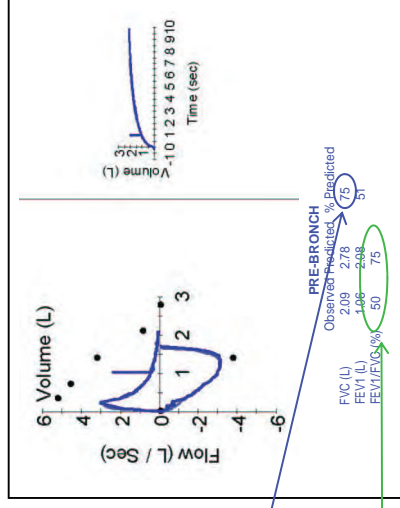 Volume (L)
6
4
2
0
-2
-4
-6
1 2 3
Flow (L / Sec)
Volume (L)
3
2
1
-1 0 1 2 3 4 5 6 7 8 9 10
Time (sec)
PRE-BRONCH
Observed Predicted % Predicted
FVC (L) 2.09 2.78 75
FEV1 (L) 1.06 2.08 51
FEV1/FVC (%) 50 75